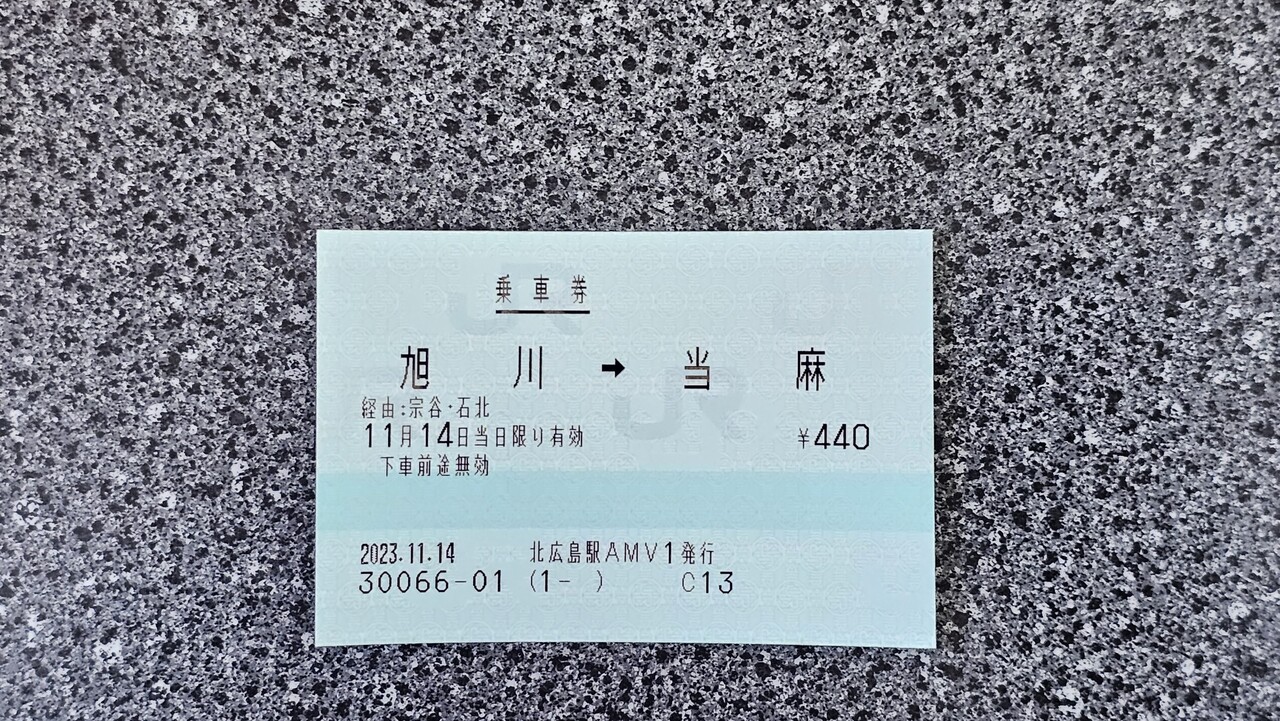 乗車券
旭川➡当麻
経由:宗谷・石北
11月14日当日限り有効 ¥440
下車前途無効
2023.11.14 北広島駅AMV1発行
30066-01 (1- ) C13
JR